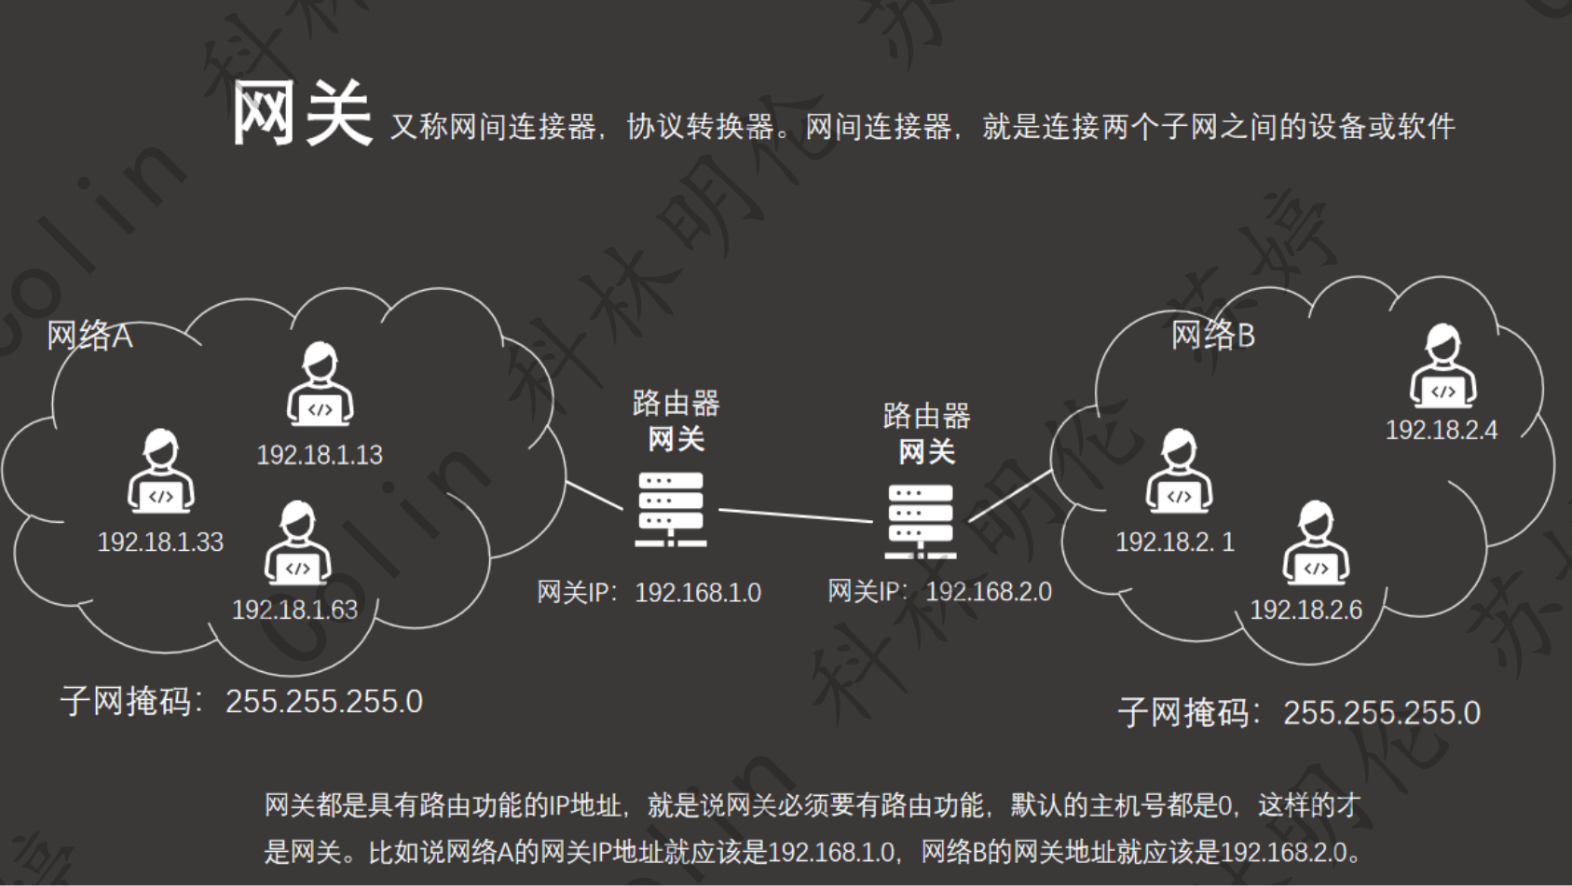 网关 又称网间连接器，协议转换器。网间连接器，就是连接两个子网之间的设备或软件
网络A
网络B
192.18.1.13
192.18.1.33
192.18.1.63
路由器
网关
路由器
网关
192.18.2.4
192.18.2. 1
192.18.2.6
网关IP：192.168.1.0
网关IP：192.168.2.0
子网掩码：255.255.255.0
子网掩码：255.255.255.0
网关都是具有路由功能的IP地址，就是说网关必须要有路由功能，默认的主机号都是0，这样的才
是网关。比如说网络A的网关IP地址就应该是192.168.1.0，网络B的网关地址就应该是192.168.2.0。
Colin 科林明伦 苏婷